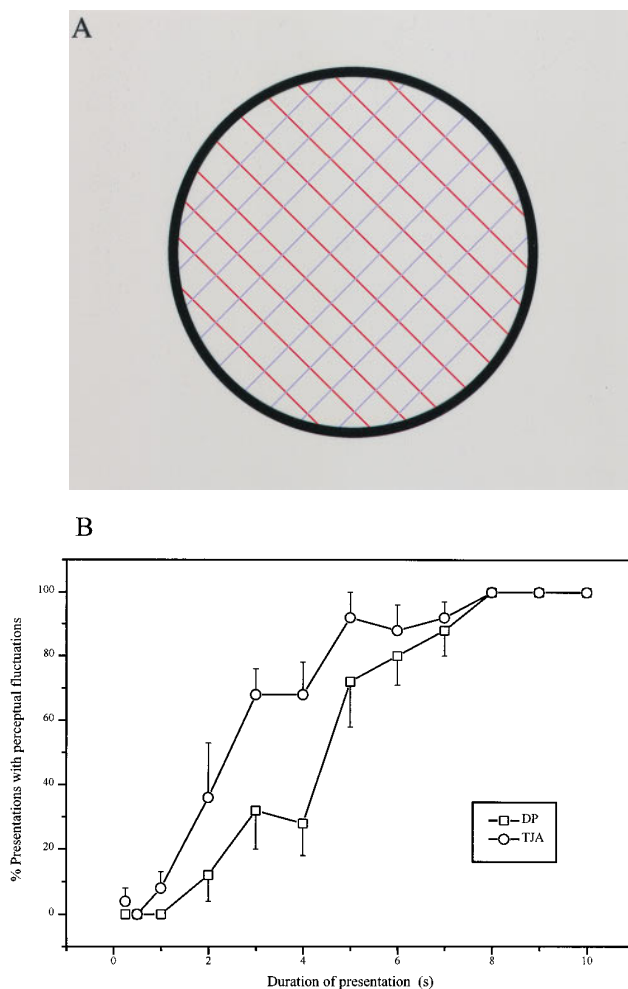 A
B
% Presentations with perceptual fluctuations
100
80
60
40
20
0
DP
TJA
0
2
4
6
8
10
Duration of presentation (s)